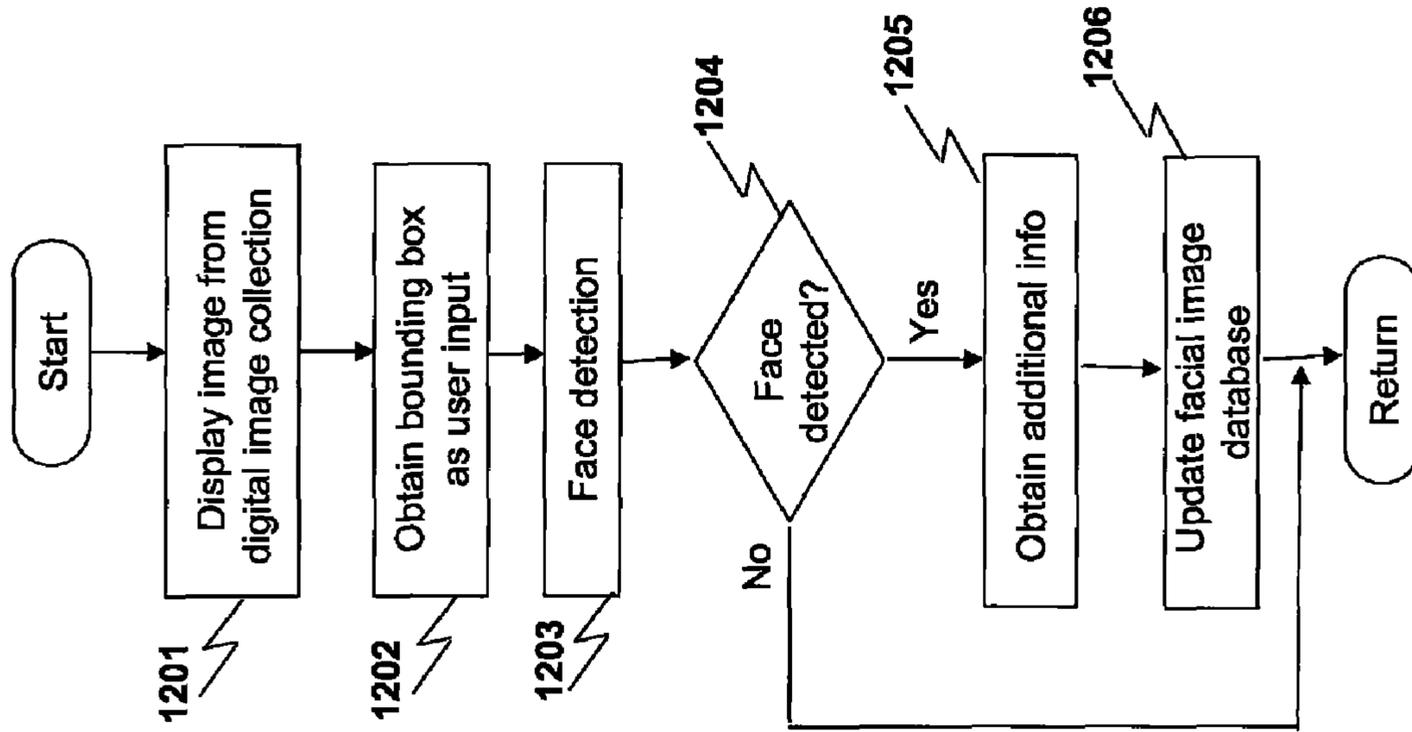 Start
Display image from
digital image collection
1201
Obtain bounding box
as user input
1202
Face detection
1203
Face
detected?
1204
No
Yes
Obtain additional info
1205
Update facial image
database
1206
Return